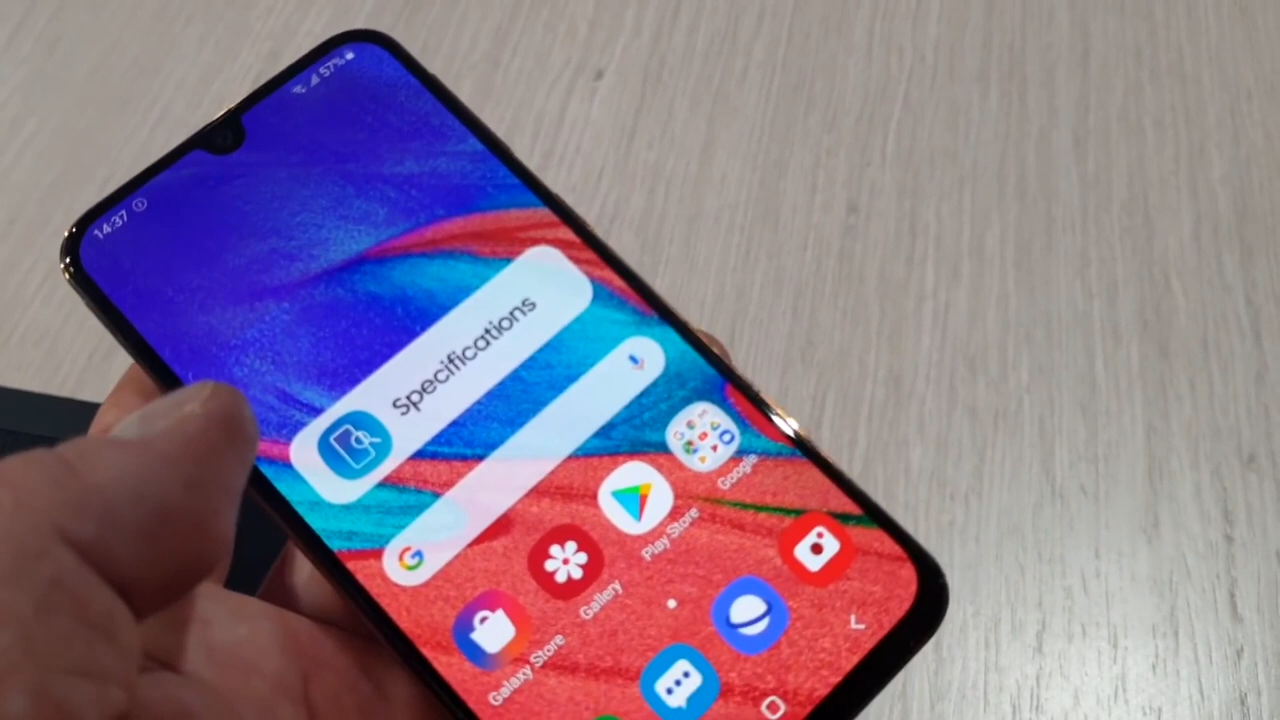 14:37
57%
Specifications
Galaxy Store
Gallery
Play Store
Google